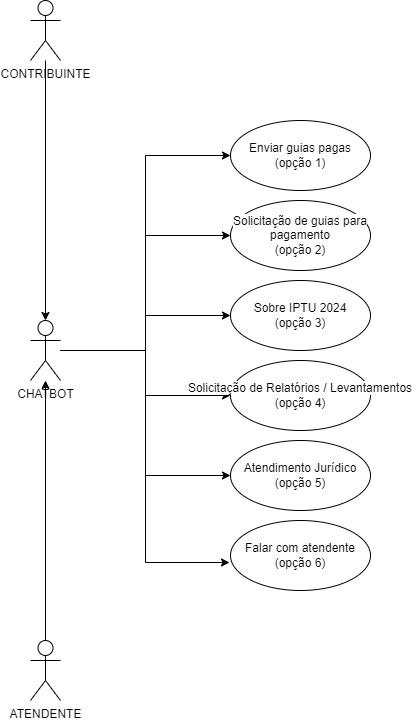 CONTRIBUINTE
Enviar guias pagas
(opção 1)
Solicitação de guias para
pagamento
(opção 2)
Sobre IPTU 2024
(opção 3)
CHATBOT
Solicitação de Relatórios / Levantamentos
(opção 4)
Atendimento Jurídico
(opção 5)
Falar com atendente
(opção 6)
ATENDENTE